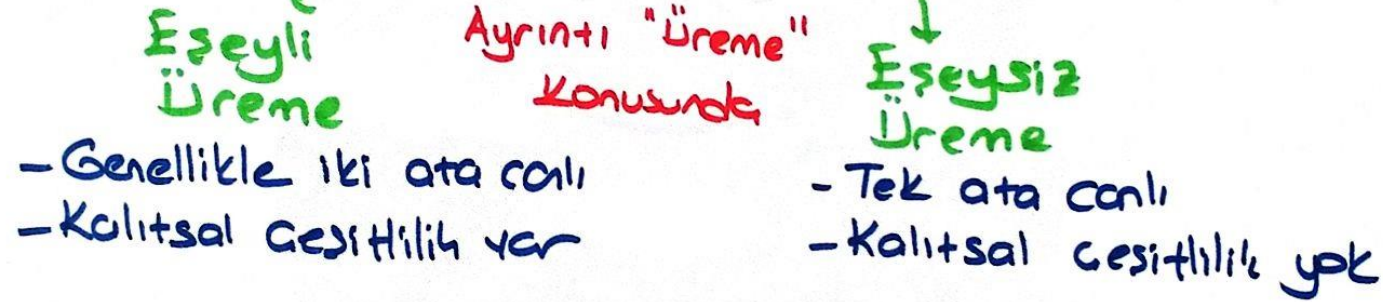 Eşeyli
Üreme
- Genellikle iki ata canlı
- Kalıtsal Çeşitlilik var
Ayrıntı "Üreme"
Konusunda
Eşeysiz
Üreme
- Tek ata canlı
- Kalıtsal çeşitlilik yok